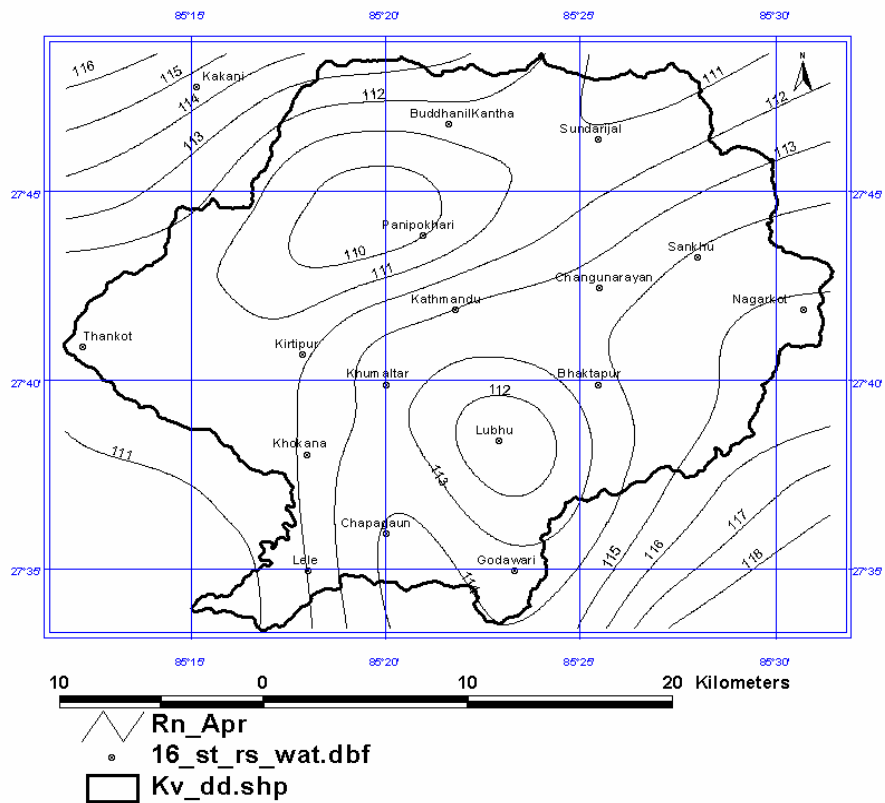 85°15' 85°20' 85°25' 85°30'
116 115 Kakani 114 113 112 111 112 N
BuddhanilKantha
Sundarijal
113
27°45' 27°45'
Panipokhari
110 111
Sankhu
Changunarayan
Kathmandu
Nagarkot
Thankot
Kirtipur
Khumaltar
Bhaktapur
27°40' 27°40'
112
Lubhu
Khokana
111
113
Chapagaun
117
115 116 118
Lele
Godawari
114
27°35' 27°35'
85°15' 85°20' 85°25' 85°30'
10 0 10 20 Kilometers
Rn_Apr
16_st_rs_wat.dbf
Kv_dd.shp